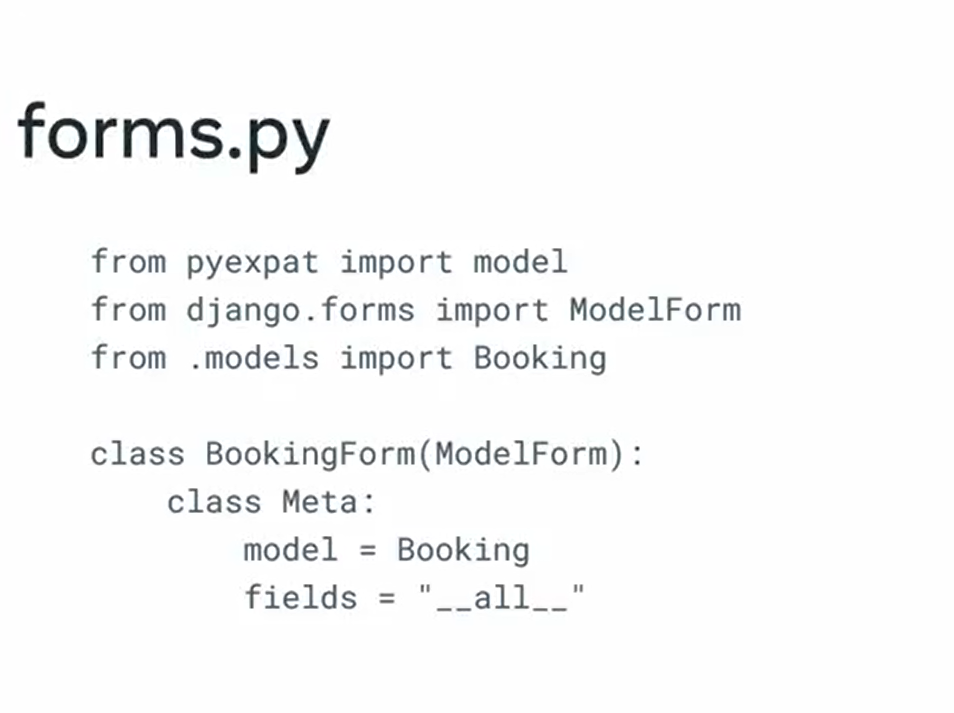 forms.py
from pyexpat import model
from django.forms import ModelForm
from .models import Booking
class BookingForm(ModelForm):
class Meta:
model = Booking
fields = "__all__"